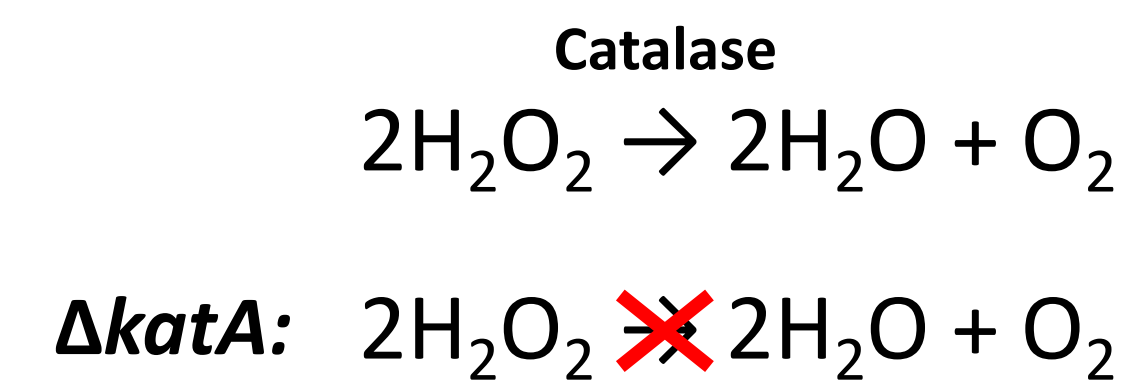 Catalase
2H₂O₂ → 2H₂O + O₂
ΔkatA: 2H₂O₂ → 2H₂O + O₂